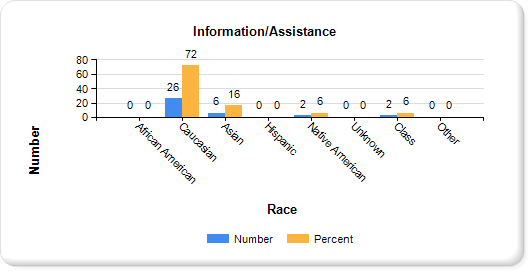 Information/Assistance
Number
80
60
40
20
0
0 0
26 72
6 16
0 0
2 6
0 0
2 6
0 0
African American
Caucasian
Asian
Hispanic
Native American
Unknown
Class
Other
Race
Number Percent